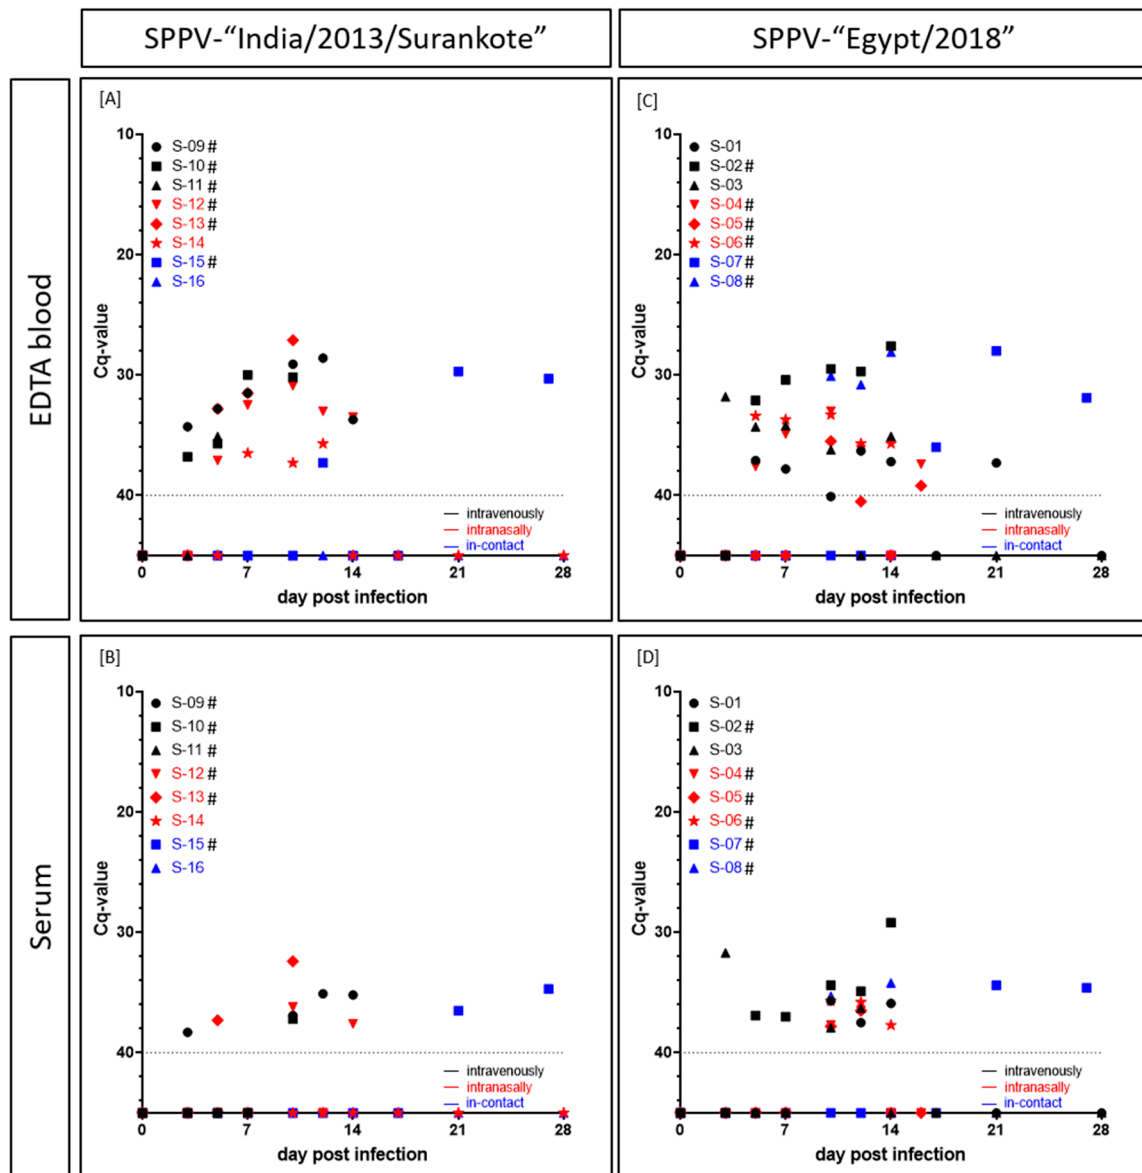 SPPV-“India/2013/Surankote”
SPPV-“Egypt/2018”
EDTA blood
[A]
10
20
30
40
Cq-value
S-09 #
S-10 #
S-11 #
S-12 #
S-13 #
S-14
S-15 #
S-16
intravenously
intranasally
in-contact
0 7 14 21 28
day post infection
[C]
10
20
30
40
Cq-value
S-01
S-02 #
S-03
S-04 #
S-05 #
S-06 #
S-07 #
S-08 #
intravenously
intranasally
in-contact
0 7 14 21 28
day post infection
Serum
[B]
10
20
30
40
Cq-value
S-09 #
S-10 #
S-11 #
S-12 #
S-13 #
S-14
S-15 #
S-16
intravenously
intranasally
in-contact
0 7 14 21 28
day post infection
[D]
10
20
30
40
Cq-value
S-01
S-02 #
S-03
S-04 #
S-05 #
S-06 #
S-07 #
S-08 #
intravenously
intranasally
in-contact
0 7 14 21 28
day post infection